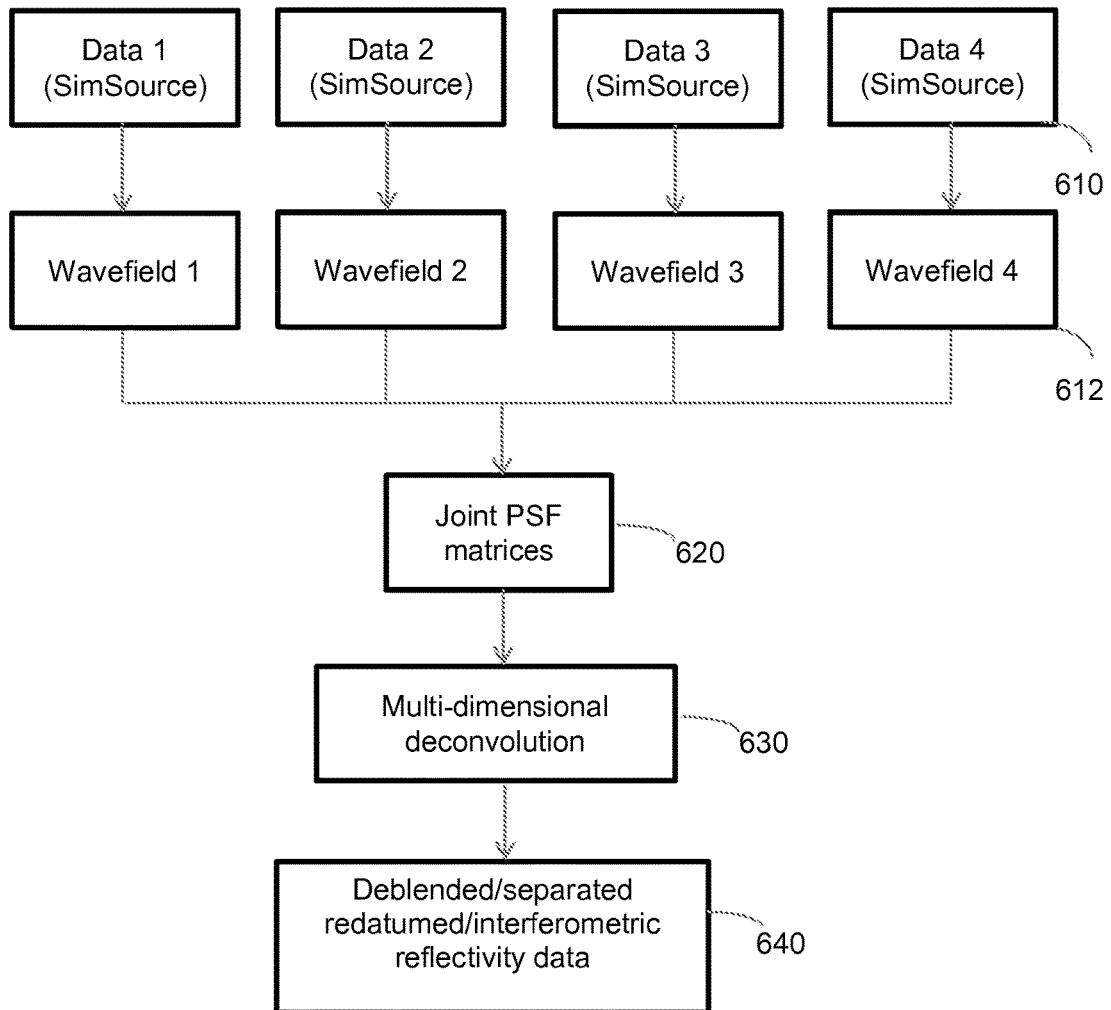 Data 1
(SimSource)
Data 2
(SimSource)
Data 3
(SimSource)
Data 4
(SimSource)
610
Wavefield 1
Wavefield 2
Wavefield 3
Wavefield 4
612
Joint PSF
matrices
620
Multi-dimensional
deconvolution
630
Deblended/separated
redatumed/interferometric
reflectivity data
640